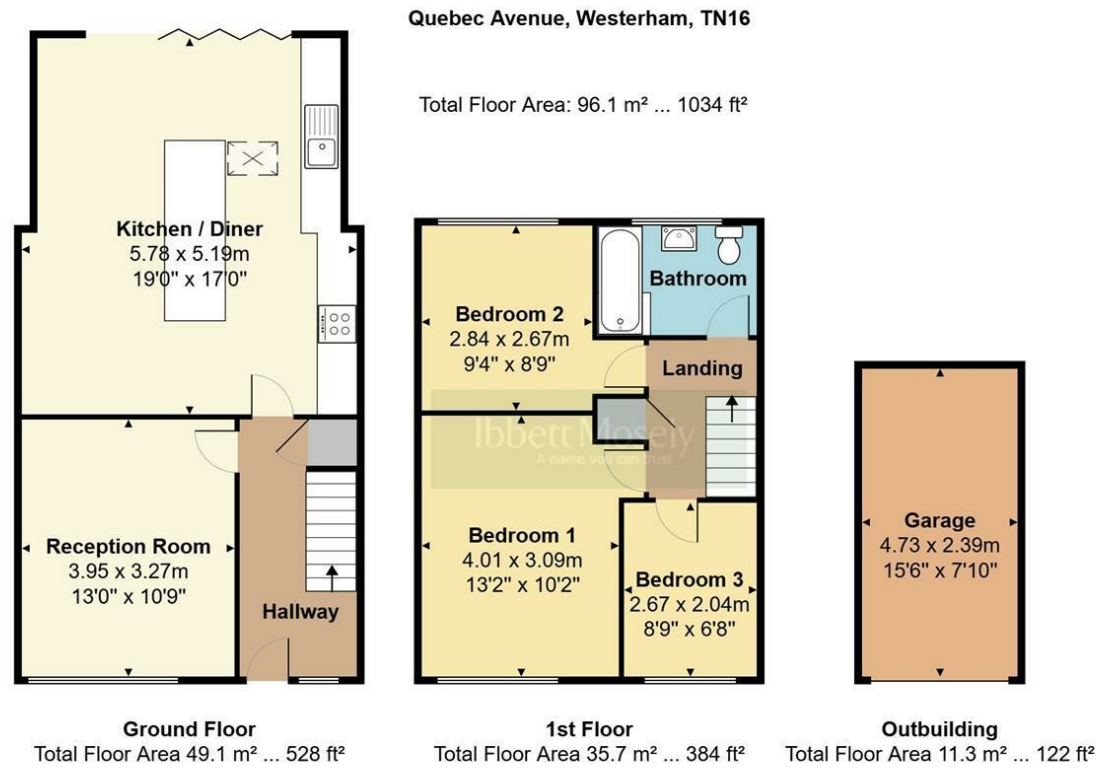 Quebec Avenue, Westerham, TN16
Total Floor Area: 96.1 m² ... 1034 ft²
Kitchen / Diner
5.78 x 5.19m
19'0" x 17'0"
Reception Room
3.95 x 3.27m
13'0" x 10'9"
Hallway
Ground Floor
Total Floor Area 49.1 m² ... 528 ft²
Bedroom 2
2.84 x 2.67m
9'4" x 8'9"
Bathroom
Landing
Ibbett Mosely
A name you can trust
Bedroom 1
4.01 x 3.09m
13'2" x 10'2"
Bedroom 3
2.67 x 2.04m
8'9" x 6'8"
1st Floor
Total Floor Area 35.7 m² ... 384 ft²
Garage
4.73 x 2.39m
15'6" x 7'10"
Outbuilding
Total Floor Area 11.3 m² ... 122 ft²